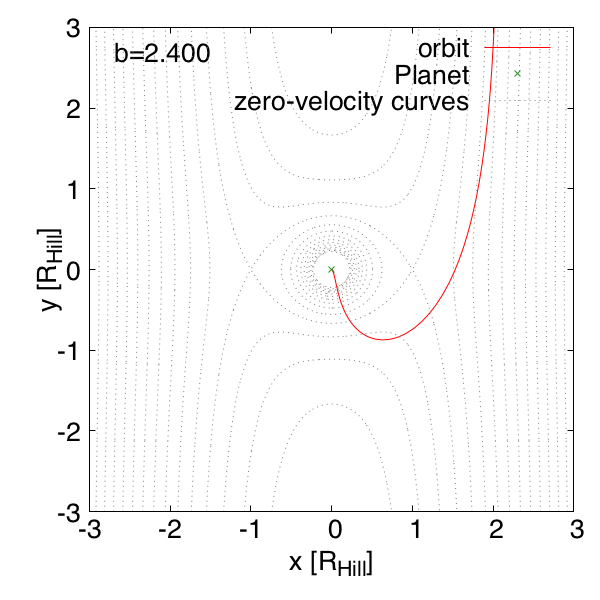 b=2.400
orbit
Planet
zero-velocity curves
3
2
1
0
-1
-2
-3
y [R_Hill]
-3
-2
-1
0
1
2
3
x [R_Hill]